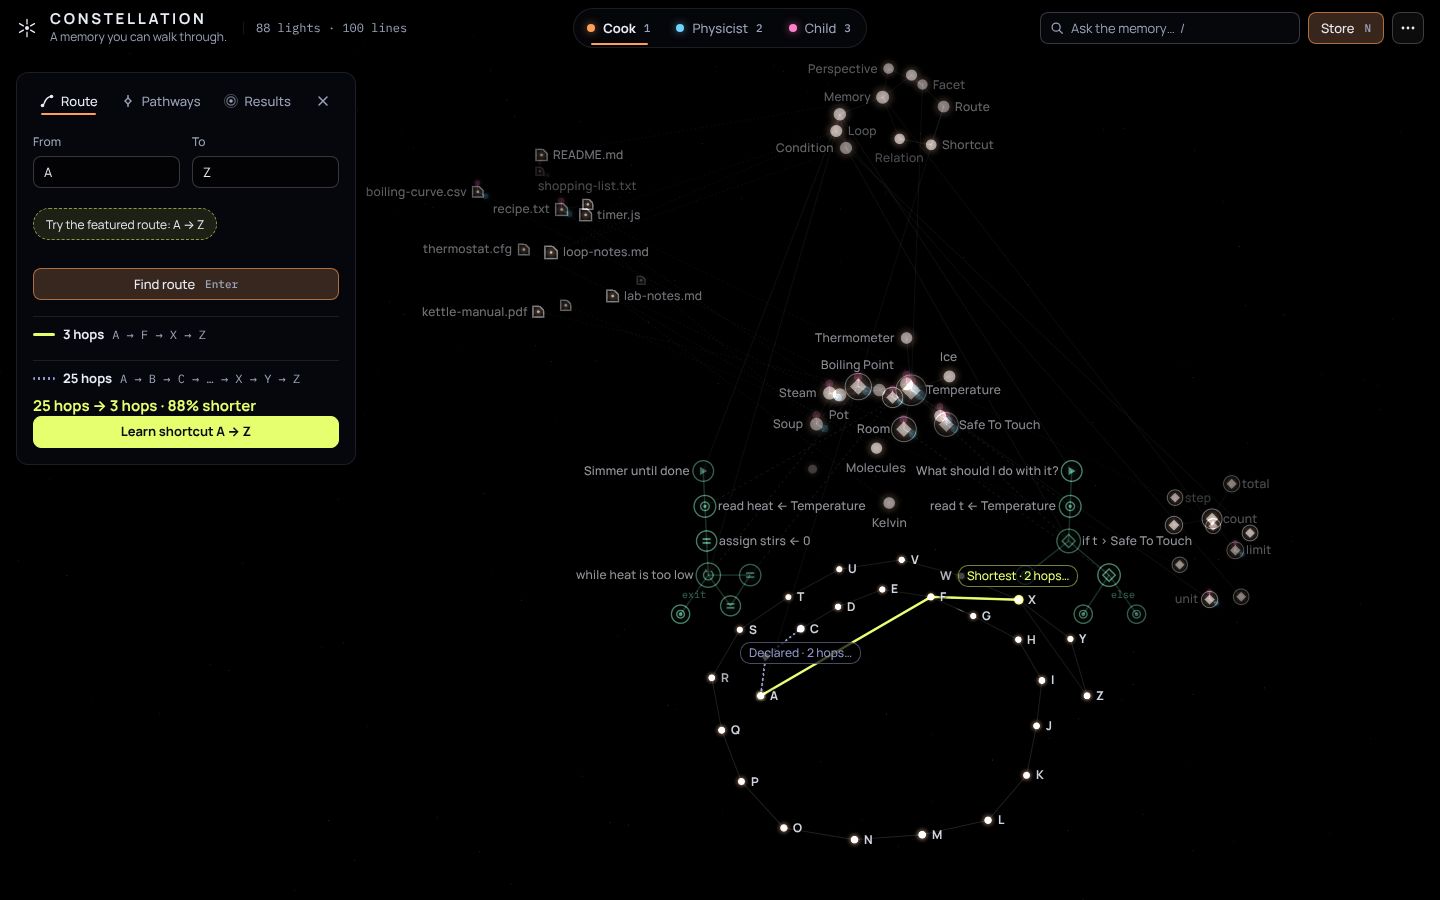 CONSTELLATION
A memory you can walk through.
88 lights · 100 lines
Cook 1
Physicist 2
Child 3
Ask the memory… /
Store N
Route
Pathways
Results
From
To
A
Z
Try the featured route: A → Z
Find route Enter
3 hops A → F → X → Z
25 hops A → B → C → … → X → Y → Z
25 hops → 3 hops · 88% shorter
Learn shortcut A → Z
Perspective
Facet
Memory
Route
Loop
Condition
Shortcut
Relation
README.md
shopping-list.txt
boiling-curve.csv
recipe.txt
timer.js
thermostat.cfg
loop-notes.md
lab-notes.md
kettle-manual.pdf
Thermometer
Ice
Boiling Point
Temperature
Steam
Pot
Soup
Room
Safe To Touch
Molecules
Kelvin
Simmer until done
read heat ← Temperature
assign stirs ← 0
while heat is too low
exit
What should I do with it?
read t ← Temperature
if t > Safe To Touch
else
step
total
count
limit
unit
V
U
W
Shortest · 2 hops…
E
T
F
X
D
G
C
S
H
Y
Declared · 2 hops…
R
I
A
Z
Q
J
K
P
L
O
M
N